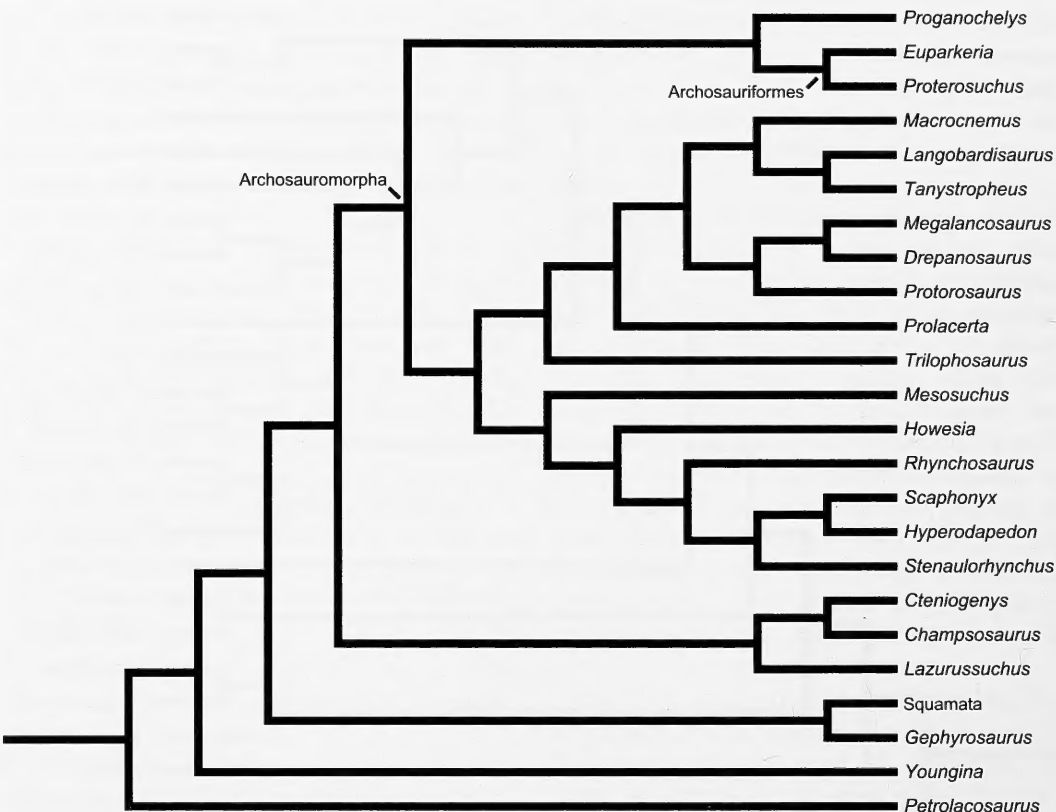 Proganochelys
Euparkeria
Archosauriformes
Proterosuchus
Macrocnemus
Langobardisaurus
Archosauromorpha
Tanystropheus
Megalancosaurus
Drepanosaurus
Protorosaurus
Prolacerta
Trilophosaurus
Mesosuchus
Howesia
Rhynchosaurus
Scaphonyx
Hyperodapedon
Stenaulorhynchus
Cteniogenys
Champsosaurus
Lazurussuchus
Squamata
Gephyrosaurus
Youngina
Petrolacosaurus